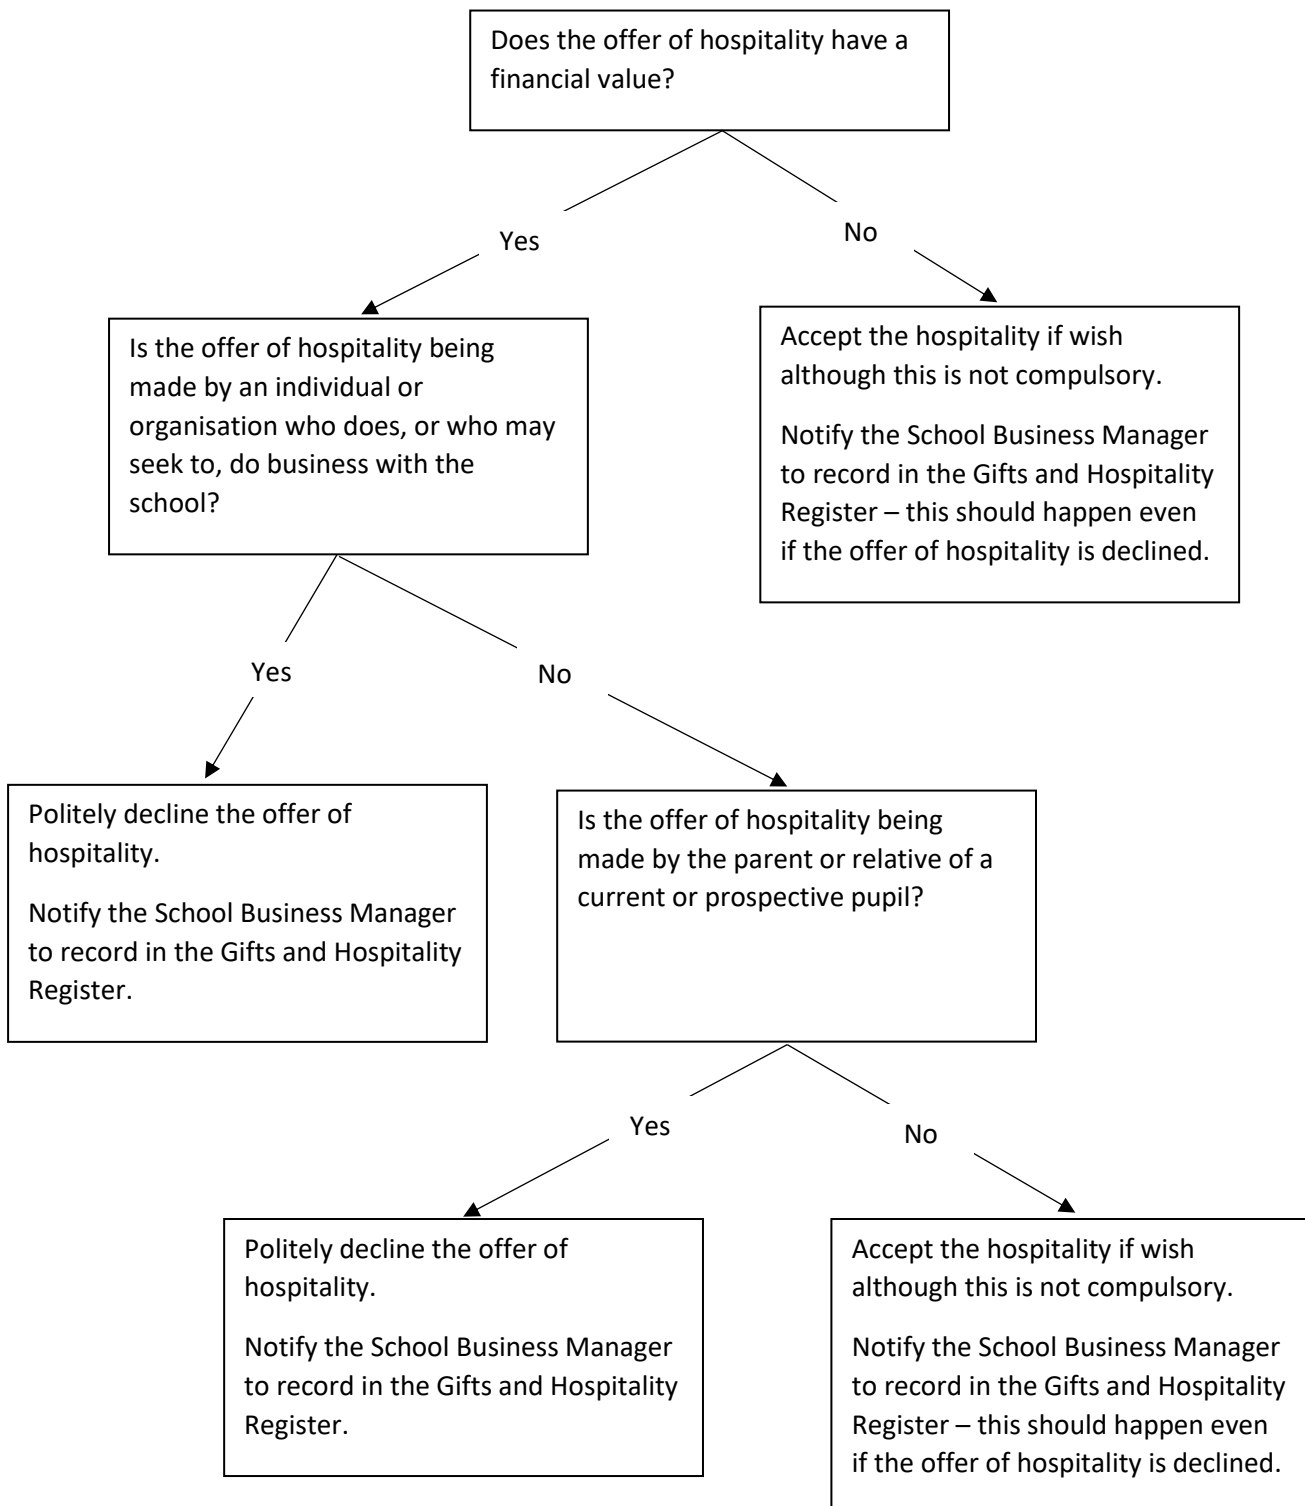 Does the offer of hospitality have a
financial value?
Yes
No
Is the offer of hospitality being
made by an individual or
organisation who does, or who may
seek to, do business with the
school?
Accept the hospitality if wish
although this is not compulsory.
Notify the School Business Manager
to record in the Gifts and Hospitality
Register – this should happen even
if the offer of hospitality is declined.
Yes
No
Politely decline the offer of
hospitality.
Notify the School Business Manager
to record in the Gifts and Hospitality
Register.
Is the offer of hospitality being
made by the parent or relative of a
current or prospective pupil?
Yes
No
Politely decline the offer of
hospitality.
Notify the School Business Manager
to record in the Gifts and Hospitality
Register.
Accept the hospitality if wish
although this is not compulsory.
Notify the School Business Manager
to record in the Gifts and Hospitality
Register – this should happen even
if the offer of hospitality is declined.